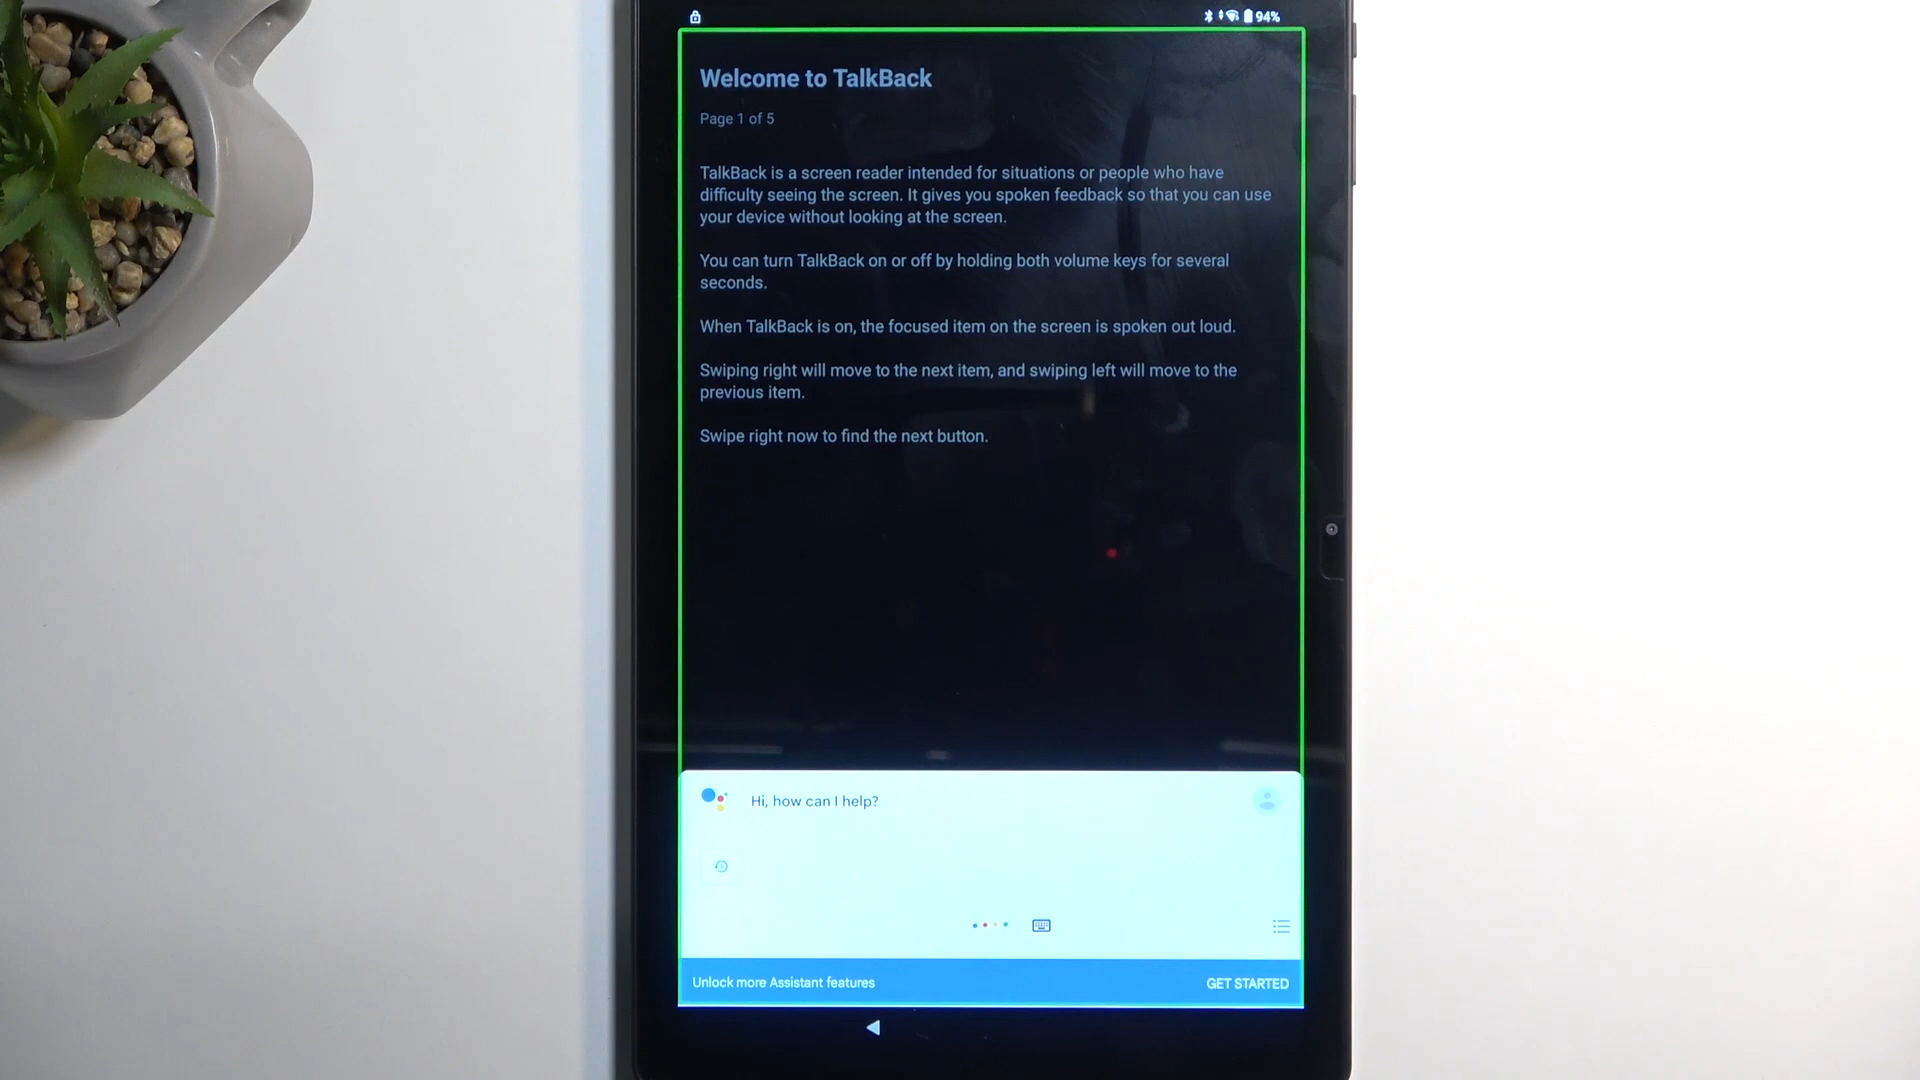 94%
Welcome to TalkBack
Page 1 of 5
TalkBack is a screen reader intended for situations or people who have
difficulty seeing the screen. It gives you spoken feedback so that you can use
your device without looking at the screen.
You can turn TalkBack on or off by holding both volume keys for several
seconds.
When TalkBack is on, the focused item on the screen is spoken out loud.
Swiping right will move to the next item, and swiping left will move to the
previous item.
Swipe right now to find the next button.
Hi, how can I help?
Unlock more Assistant features
GET STARTED